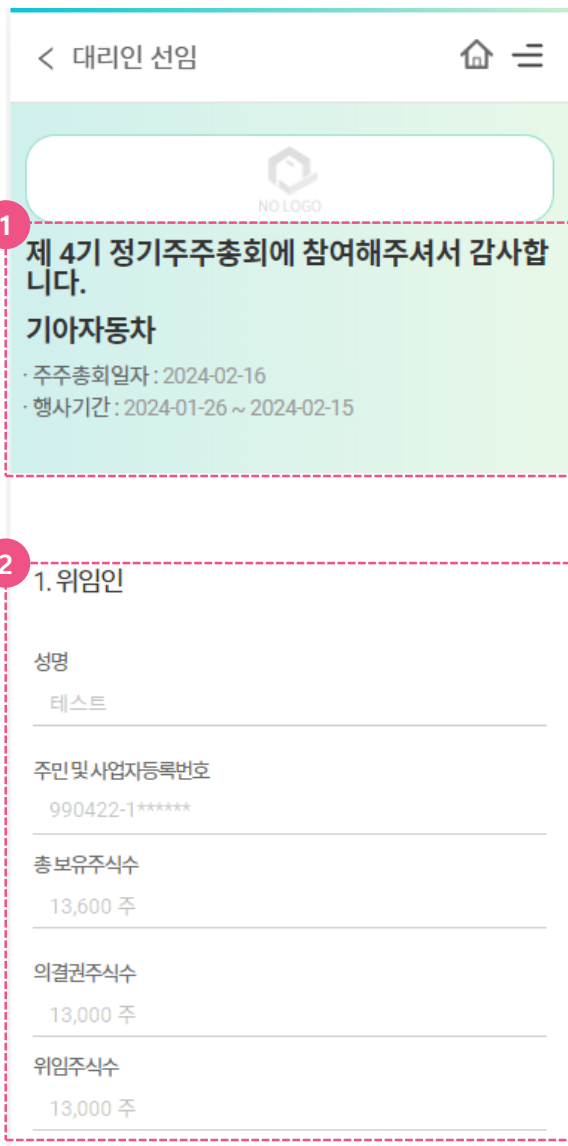 대리인 선임
NO LOGO
1
제 4기 정기주주총회에 참여해주셔서 감사합
니다.
기아자동차
· 주주총회일자 : 2024-02-16
· 행사기간 : 2024-01-26 ~ 2024-02-15
2
1. 위임인
성명
테스트
주민 및 사업자등록번호
990422-1******
총 보유주식수
13,600 주
의결권주식수
13,000 주
위임주식수
13,000 주